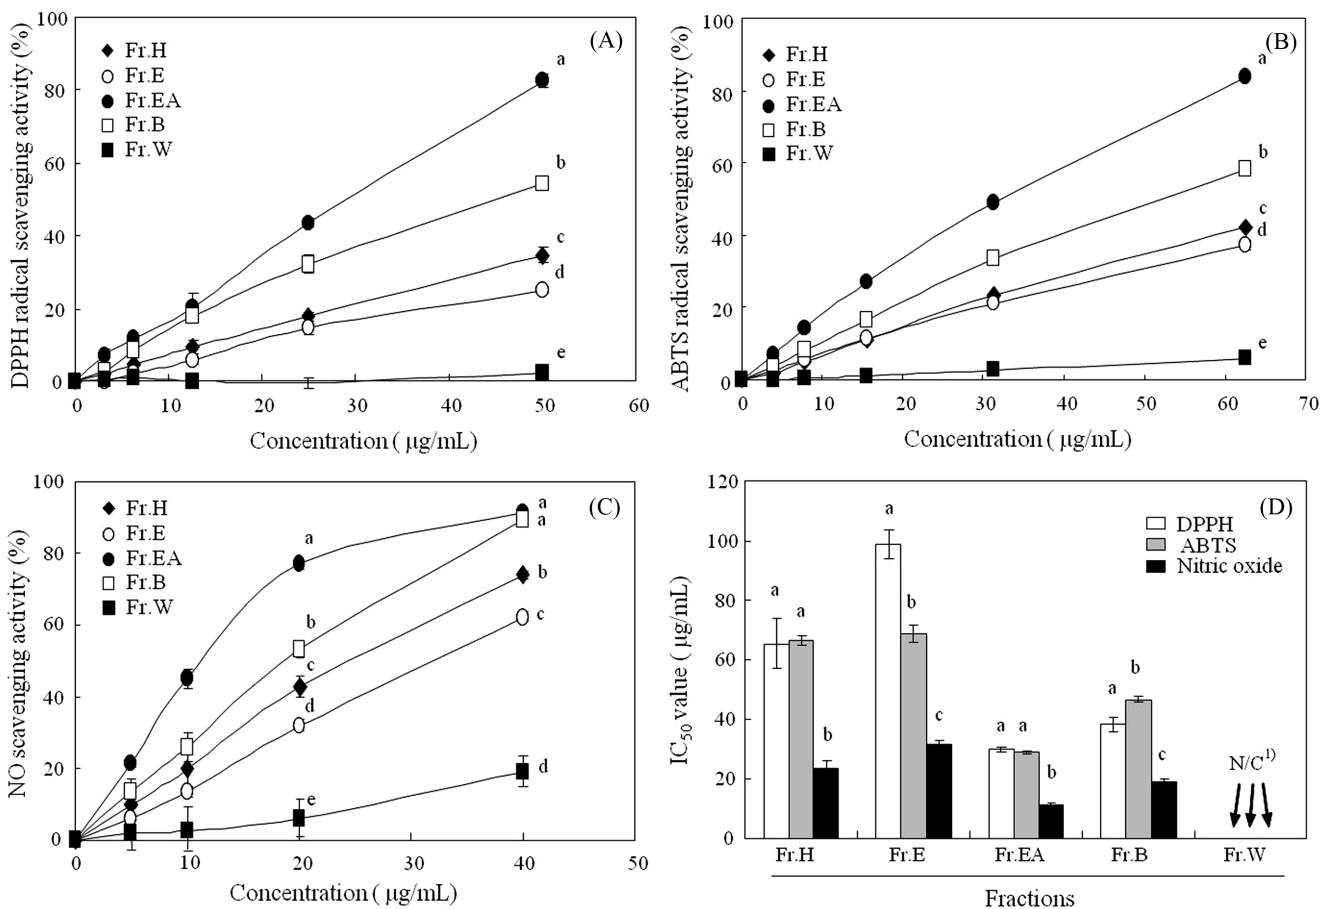 (A)
DPPH radical scavenging activity (%)
100
80
60
40
20
0
Fr.H
Fr.E
Fr.EA
Fr.B
Fr.W
a
b
c
d
e
0 10 20 30 40 50 60
Concentration ( µg/mL)
(B)
ABTS radical scavenging activity (%)
100
80
60
40
20
0
Fr.H
Fr.E
Fr.EA
Fr.B
Fr.W
a
b
c
d
e
0 10 20 30 40 50 60 70
Concentration ( µg/mL)
(C)
NO scavenging activity (%)
100
80
60
40
20
0
Fr.H
Fr.E
Fr.EA
Fr.B
Fr.W
a
b
c
d
e
a
a
b
c
d
0 10 20 30 40 50
Concentration ( µg/mL)
(D)
IC50 value ( µg/mL)
120
100
80
60
40
20
0
DPPH
ABTS
Nitric oxide
a a b
a b c
a a b
a b c
N/C1)
Fr.H Fr.E Fr.EA Fr.B Fr.W
Fractions